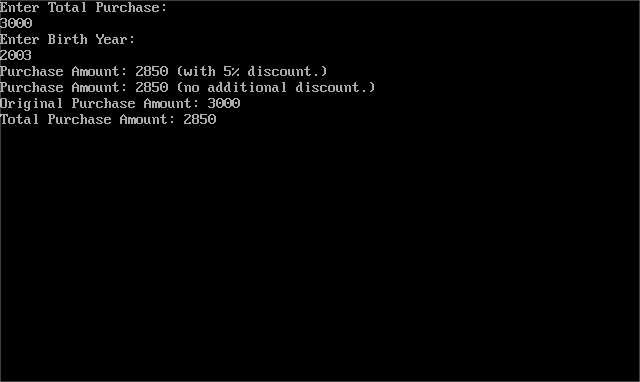 Enter Total Purchase:
3000
Enter Birth Year:
2003
Purchase Amount: 2850 (with 5% discount.)
Purchase Amount: 2850 (no additional discount.)
Original Purchase Amount: 3000
Total Purchase Amount: 2850